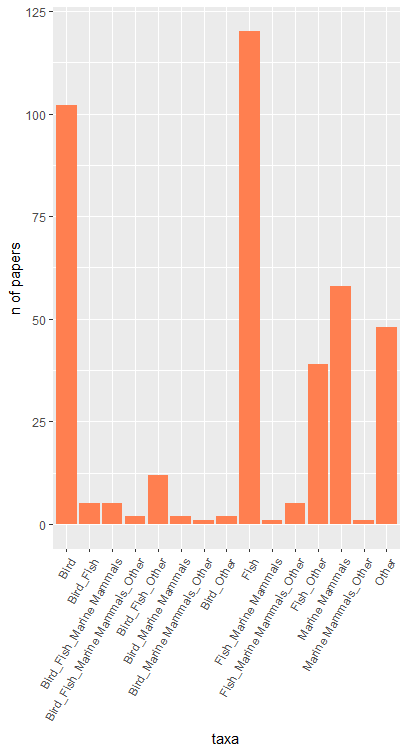 125
100
75
50
25
0
n of papers
Bird
Bird_Fish
Bird_Fish_Marine Mammals
Bird_Fish_Marine Mammals_Other
Bird_Fish_Other
Bird_Marine Mammals
Bird_Marine Mammals_Other
Bird_Other
Fish
Fish_Marine Mammals
Fish_Marine Mammals_Other
Fish_Other
Marine Mammals
Marine Mammals_Other
Other
taxa